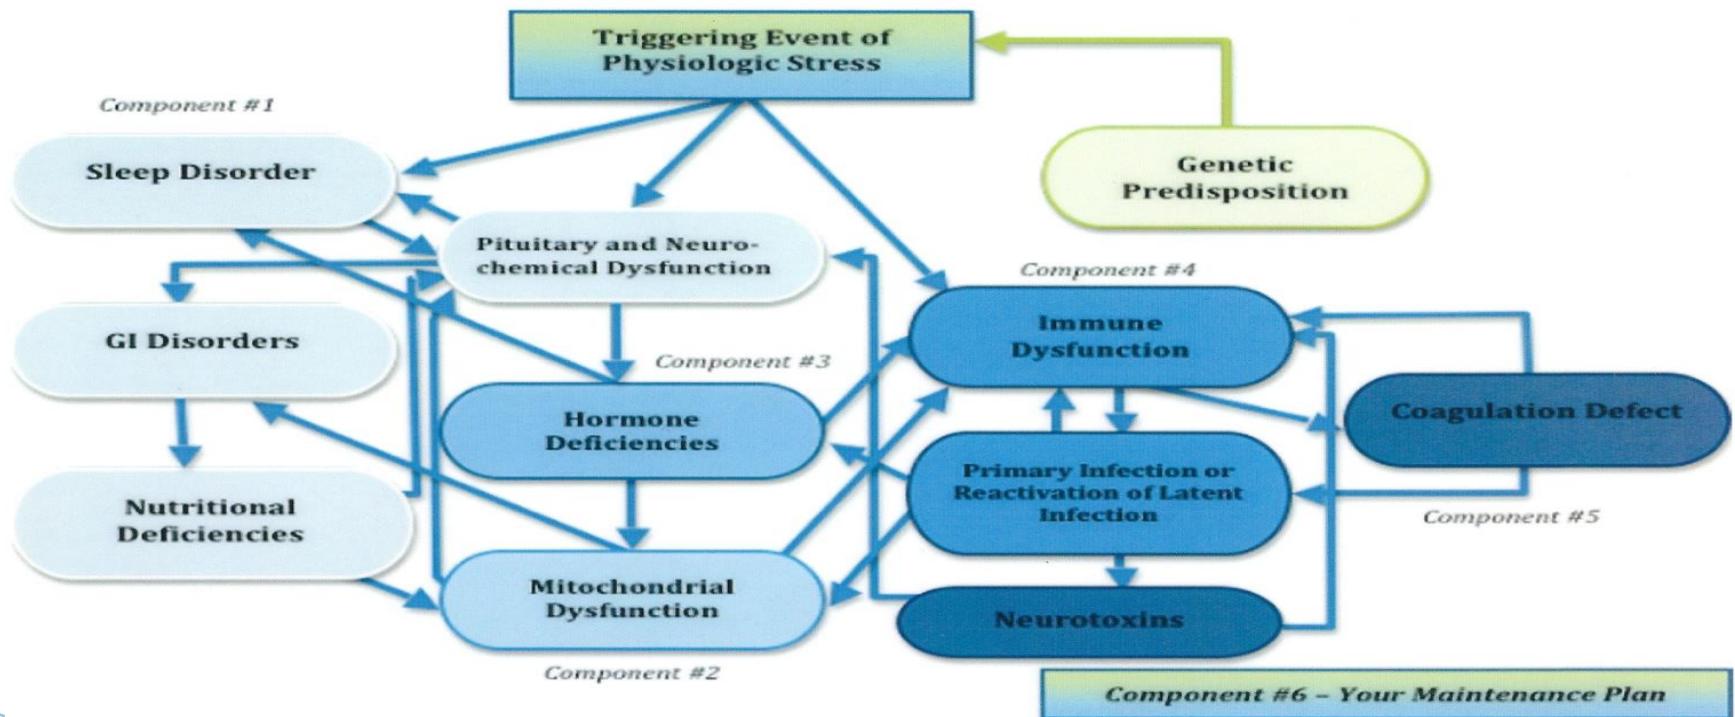 Triggering Event of
Physiologic Stress
Component #1
Sleep Disorder
Genetic
Predisposition
Pituitary and Neuro-
chemical Dysfunction
Component #4
GI Disorders
Immune
Dysfunction
Component #3
Hormone
Deficiencies
Coagulation Defect
Nutritional
Deficiencies
Primary Infection or
Reactivation of Latent
Infection
Component #5
Mitochondrial
Dysfunction
Neurotoxins
Component #2
Component #6 – Your Maintenance Plan